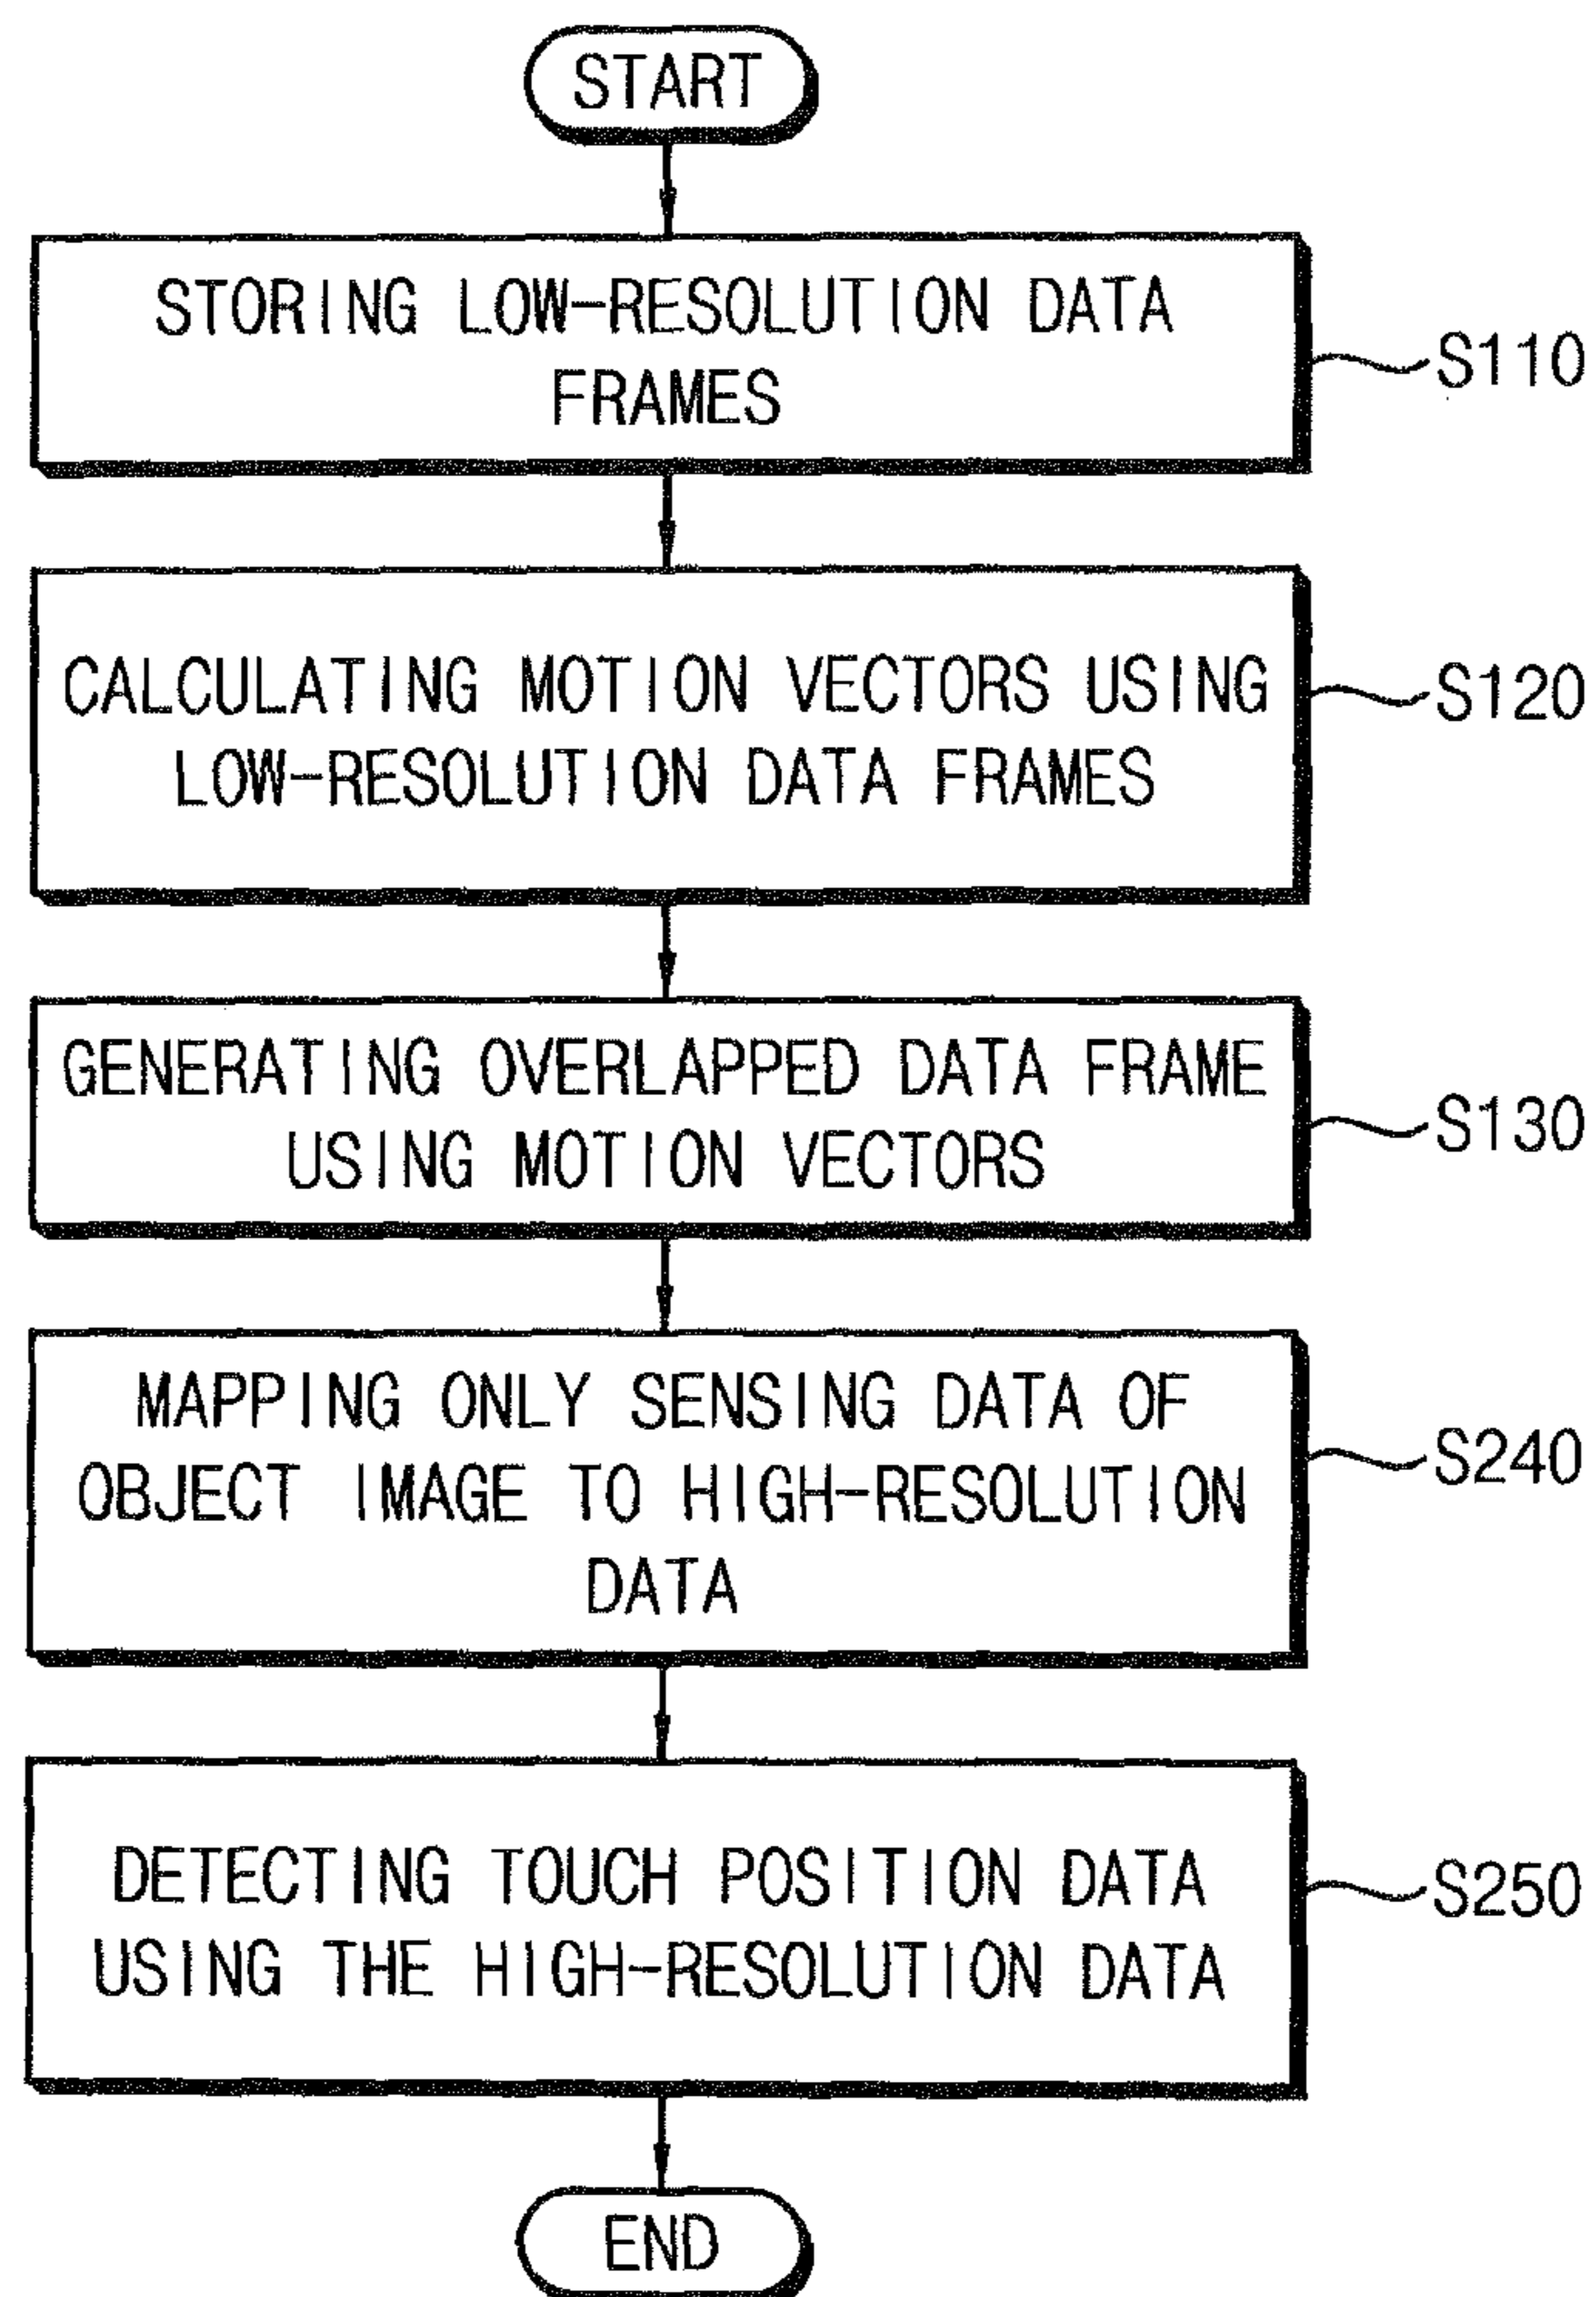 START
STORING LOW-RESOLUTION DATA
FRAMES
S110
CALCULATING MOTION VECTORS USING
LOW-RESOLUTION DATA FRAMES
S120
GENERATING OVERLAPPED DATA FRAME
USING MOTION VECTORS
S130
MAPPING ONLY SENSING DATA OF
OBJECT IMAGE TO HIGH-RESOLUTION
DATA
S240
DETECTING TOUCH POSITION DATA
USING THE HIGH-RESOLUTION DATA
S250
END